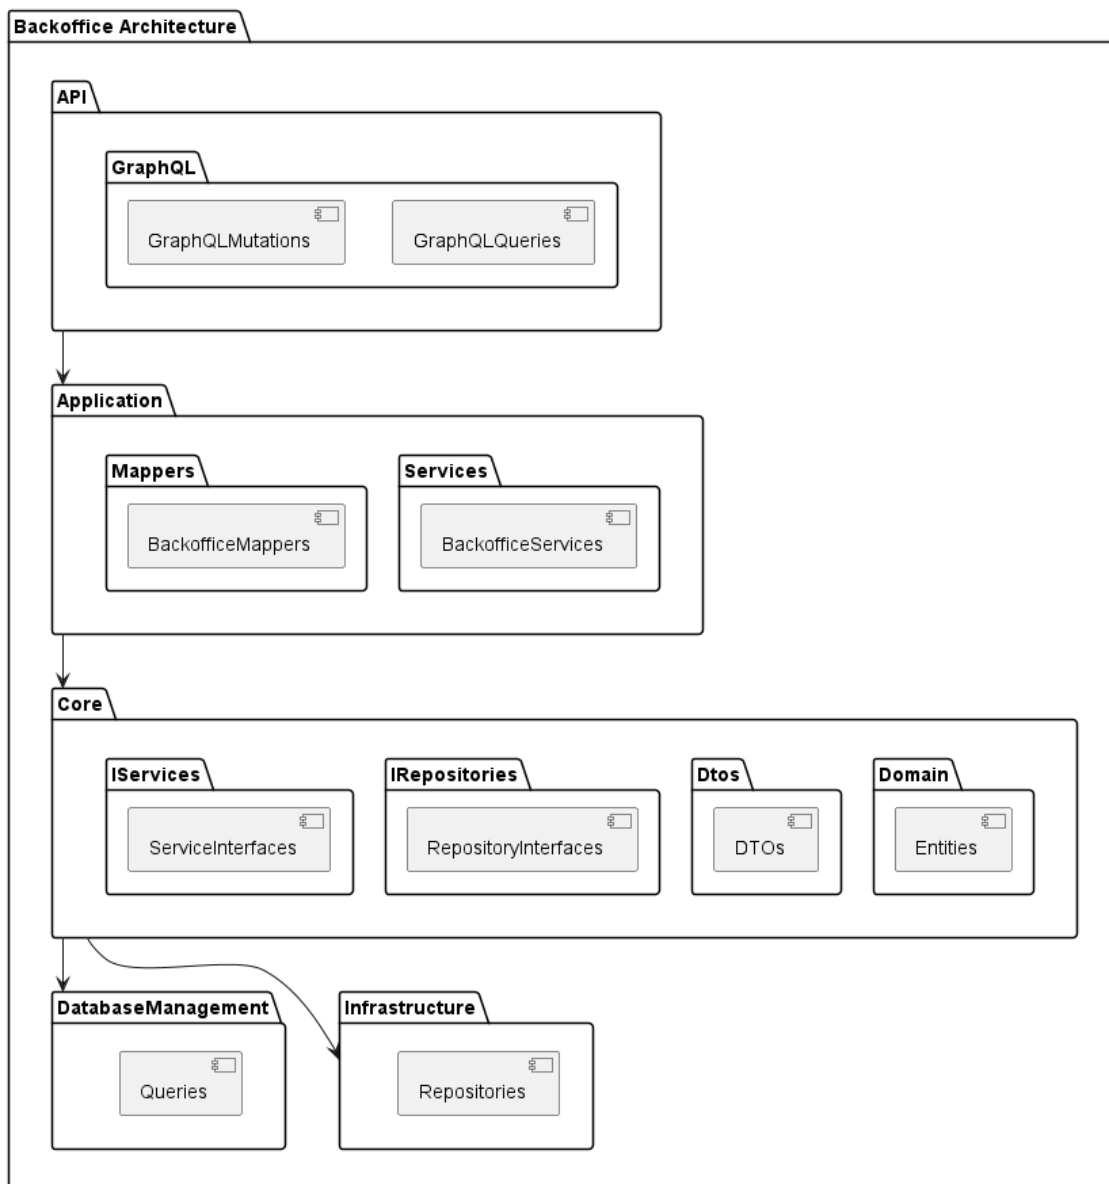 Backoffice Architecture
API
GraphQL
GraphQLMutations
GraphQLQueries
Application
Mappers
Services
BackofficeMappers
BackofficeServices
Core
IServices
IRepositories
Dtos
Domain
ServiceInterfaces
RepositoryInterfaces
DTOs
Entities
DatabaseManagement
Infrastructure
Queries
Repositories